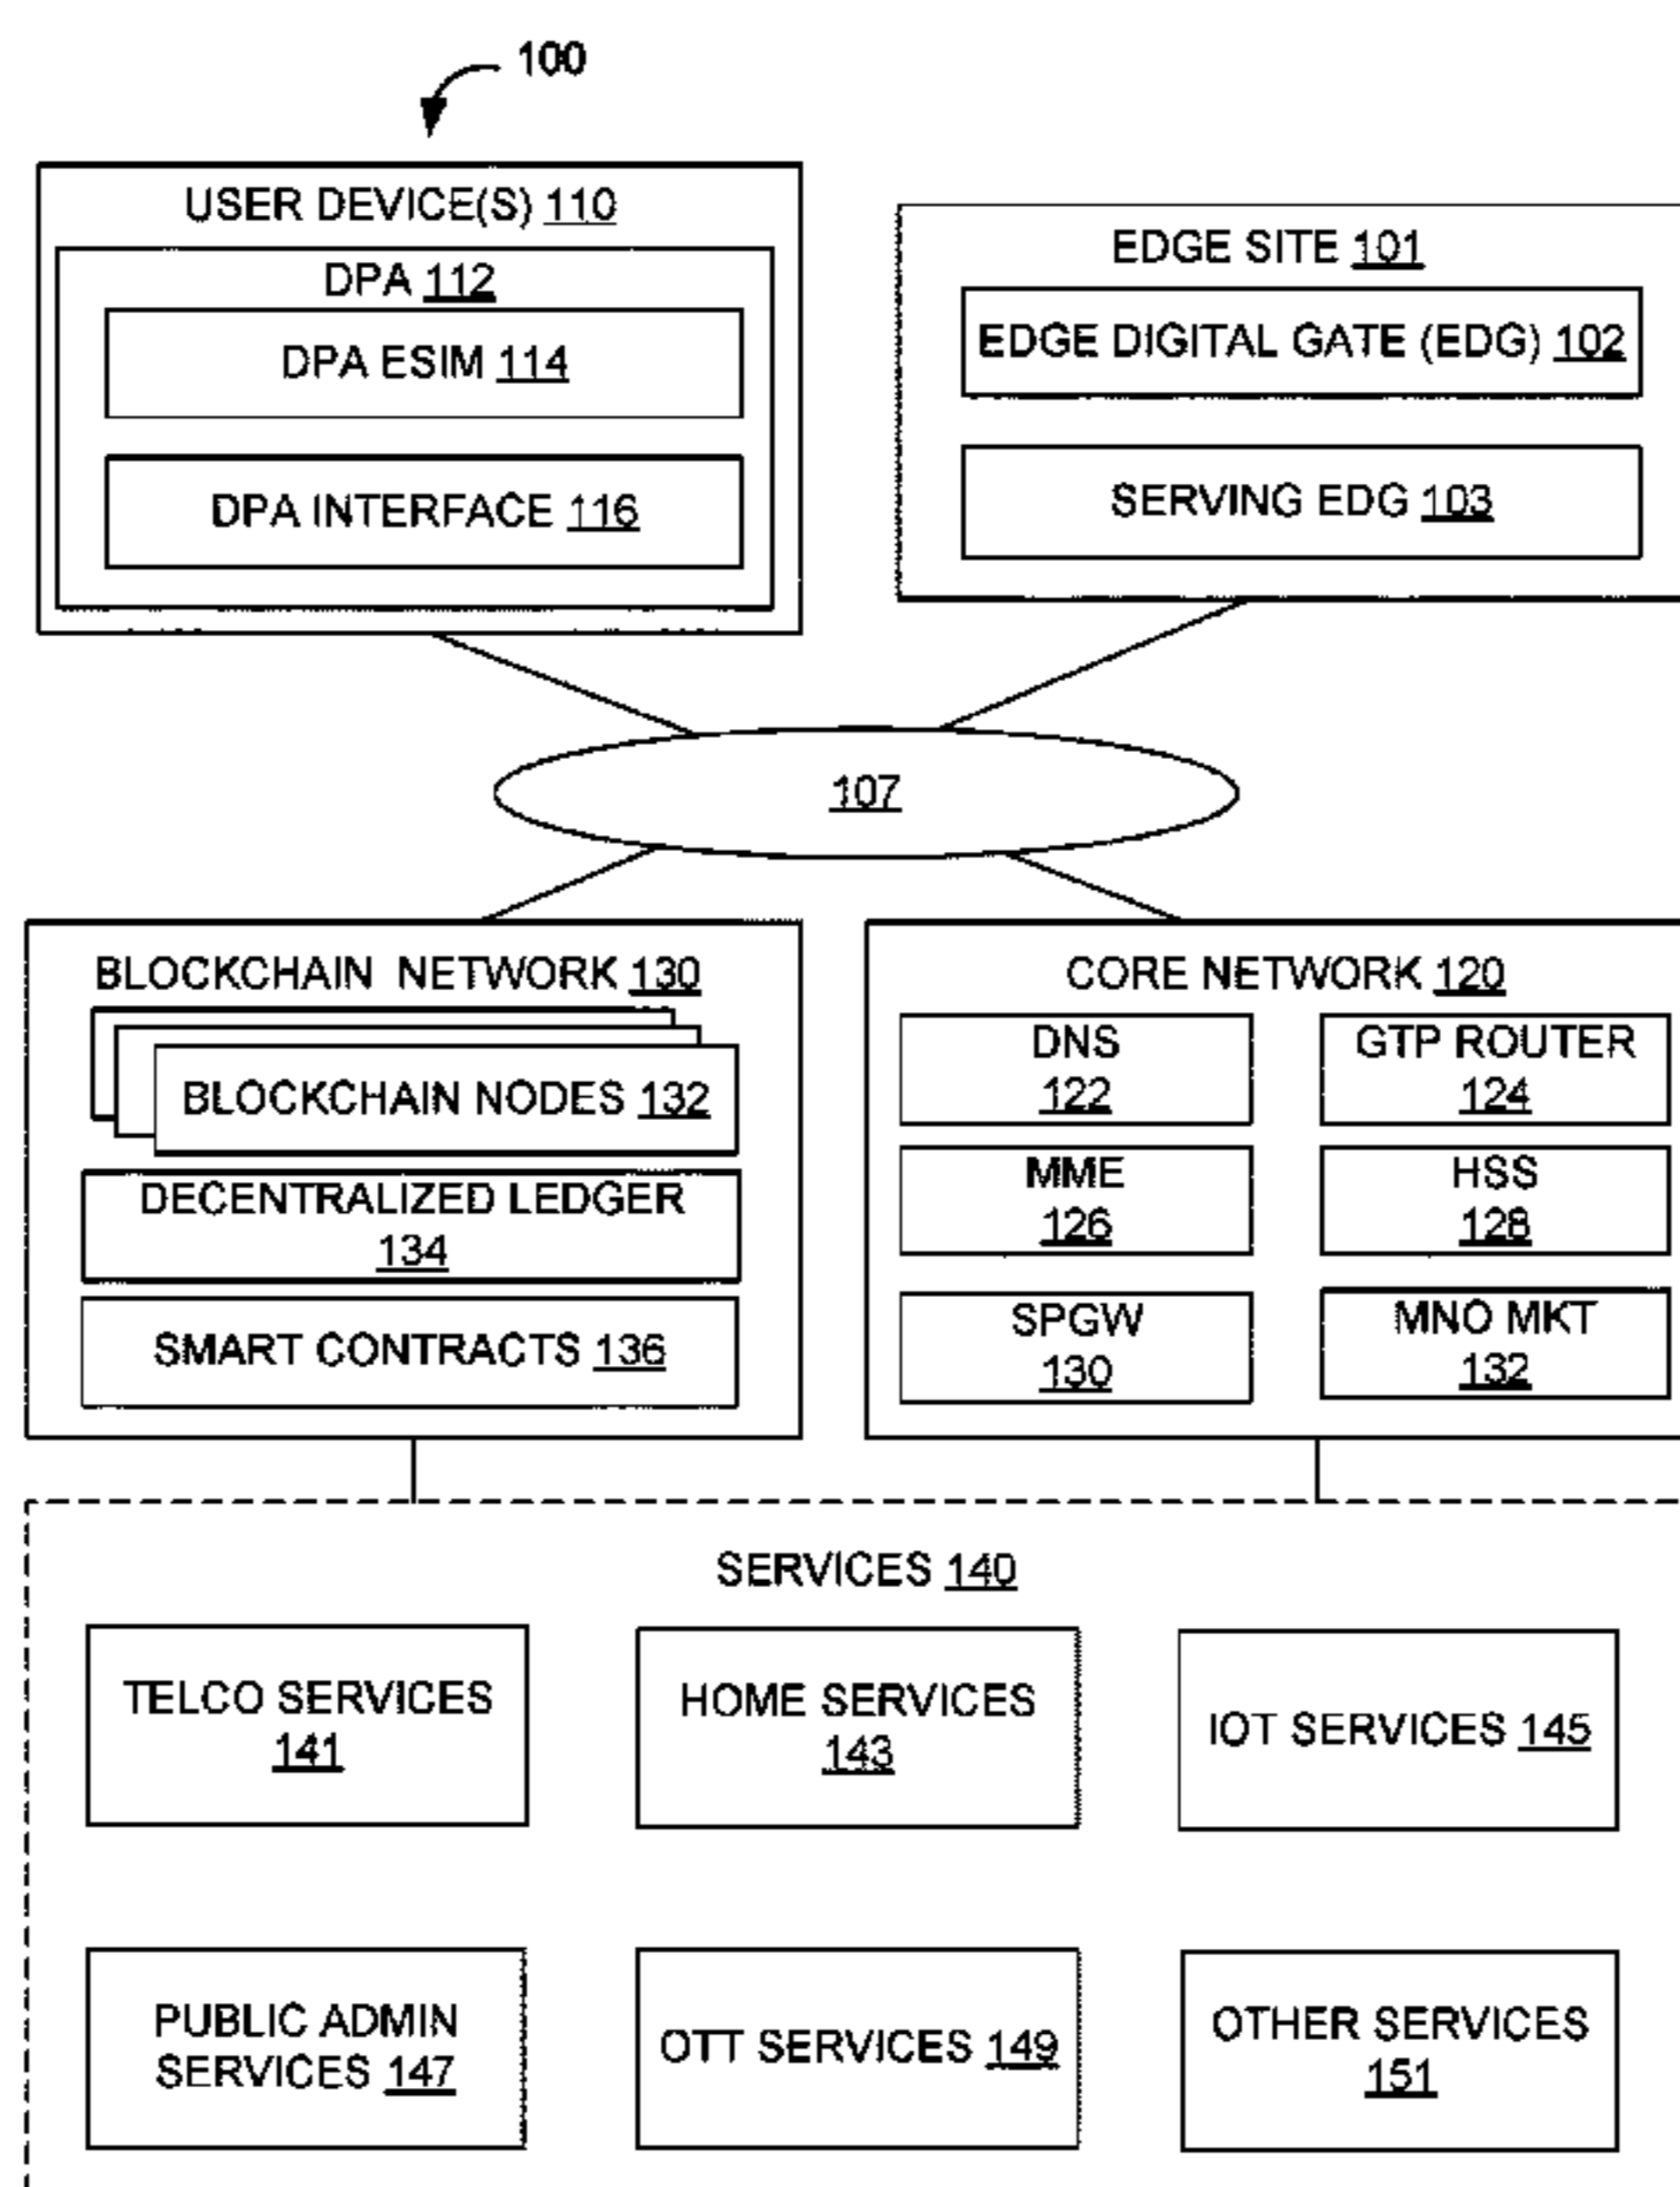 100
USER DEVICE(S) 110
DPA 112
DPA ESIM 114
DPA INTERFACE 116
EDGE SITE 101
EDGE DIGITAL GATE (EDG) 102
SERVING EDG 103
107
BLOCKCHAIN NETWORK 130
BLOCKCHAIN NODES 132
DECENTRALIZED LEDGER
134
SMART CONTRACTS 136
CORE NETWORK 120
DNS
122
GTP ROUTER
124
MME
126
HSS
128
SPGW
130
MNO MKT
132
SERVICES 140
TELCO SERVICES
141
HOME SERVICES
143
IOT SERVICES 145
PUBLIC ADMIN
SERVICES 147
OTT SERVICES 149
OTHER SERVICES
151